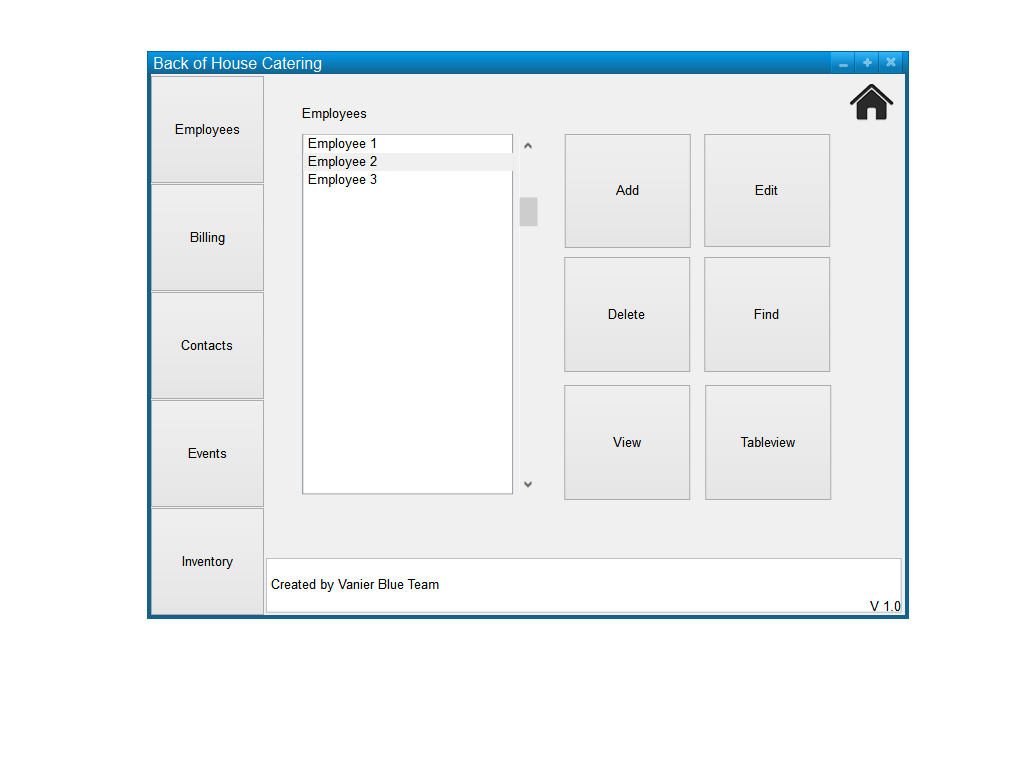 Back of House Catering
Employees
Billing
Contacts
Events
Inventory
Employees
Employee 1
Employee 2
Employee 3
Add
Edit
Delete
Find
View
Tableview
Created by Vanier Blue Team
V 1.0